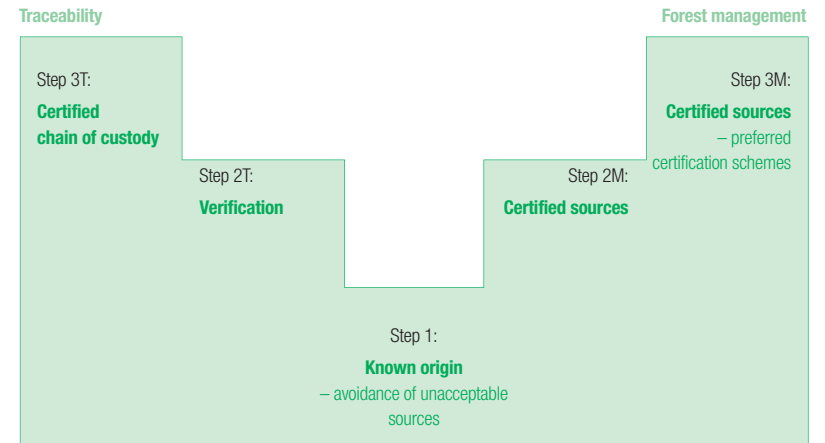 Traceability
Forest management
Step 3T:
Certified
chain of custody
Step 2T:
Verification
Step 1:
Known origin
– avoidance of unacceptable
sources
Step 2M:
Certified sources
Step 3M:
Certified sources
– preferred
certification schemes